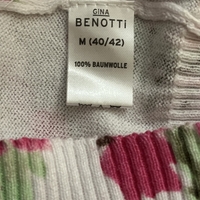 GINA
BENOTTI
M (40/42)
100% BAUMWOLLE